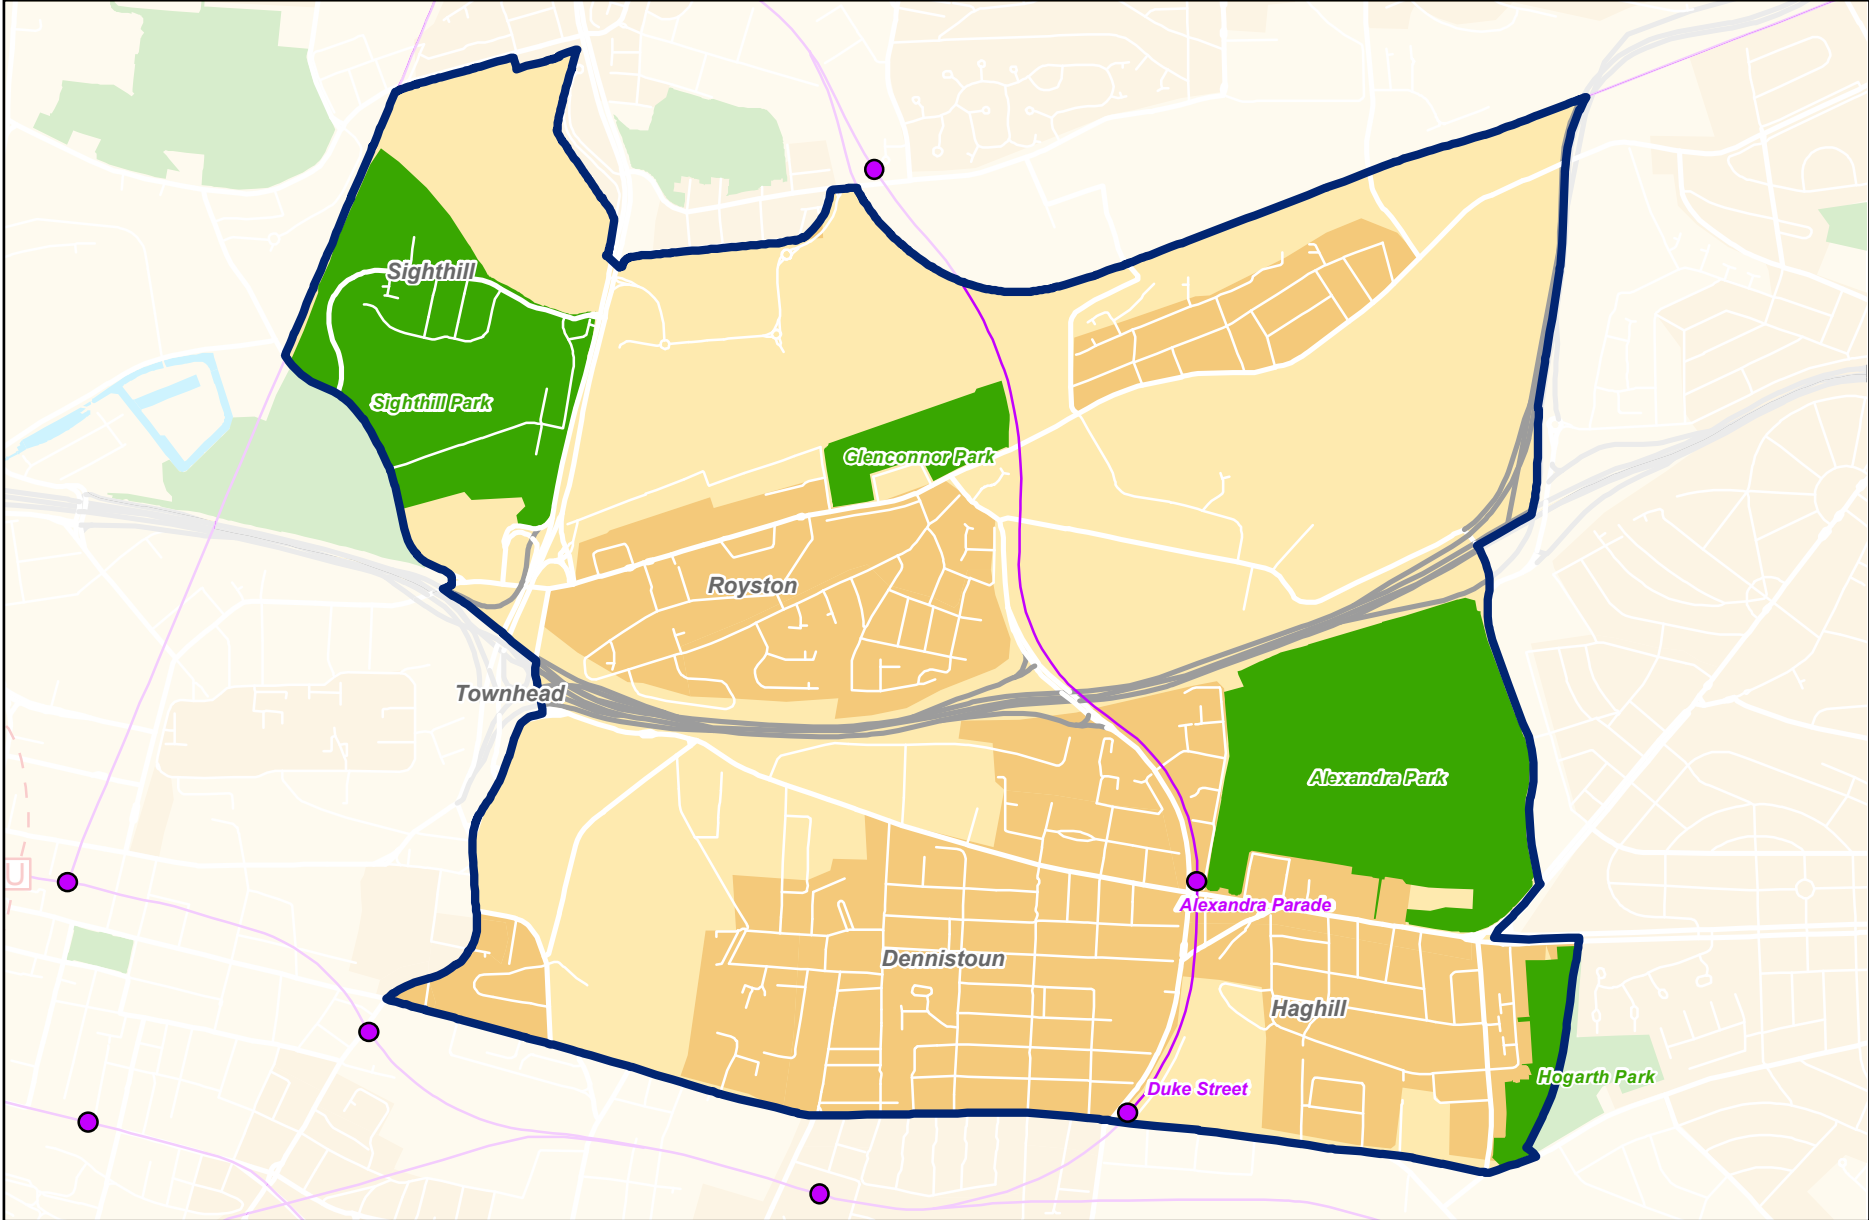 Sighthill
Sighthill Park
Glenconnor Park
Royston
Townhead
Alexandra Park
U
Alexandra Parade
Dennistoun
Haghill
Hogarth Park
Duke Street